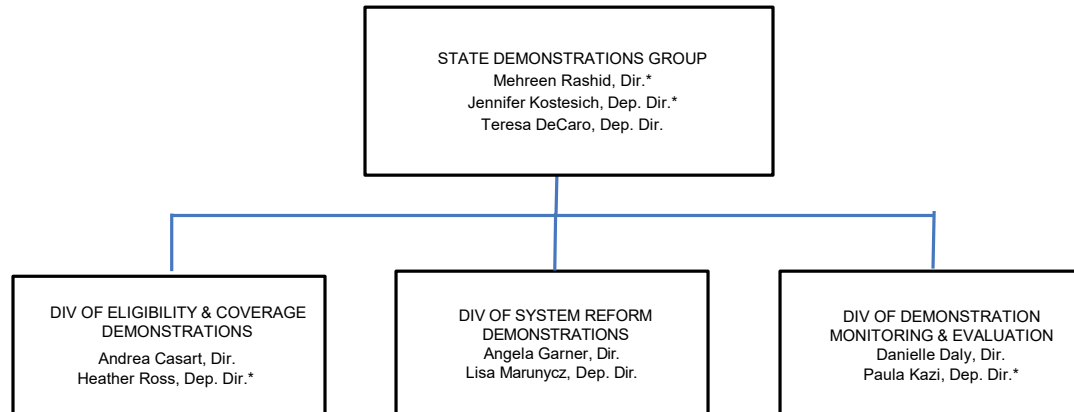 STATE DEMONSTRATIONS GROUP
Mehreen Rashid, Dir.*
Jennifer Kostesich, Dep. Dir.*
Teresa DeCaro, Dep. Dir.
DIV OF ELIGIBILITY & COVERAGE
DEMONSTRATIONS
Andrea Casart, Dir.
Heather Ross, Dep. Dir.*
DIV OF SYSTEM REFORM
DEMONSTRATIONS
Angela Garner, Dir.
Lisa Marunycz, Dep. Dir.
DIV OF DEMONSTRATION
MONITORING & EVALUATION
Danielle Daly, Dir.
Paula Kazi, Dep. Dir.*